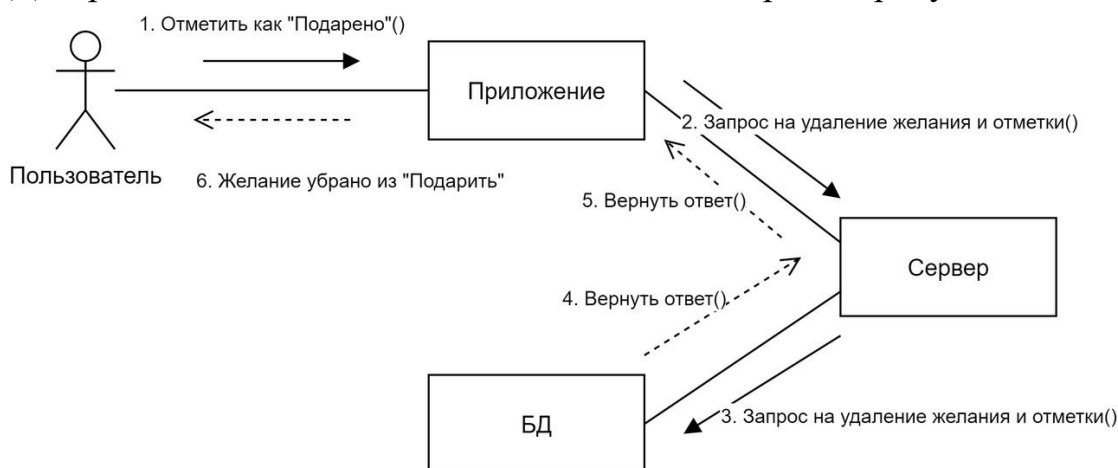 1. Отметить как "Подарено"()
Приложение
2. Запрос на удаление желания и отметки()
Пользователь
6. Желание убрано из "Подарить"
5. Вернуть ответ()
Сервер
4. Вернуть ответ()
БД
3. Запрос на удаление желания и отметки()